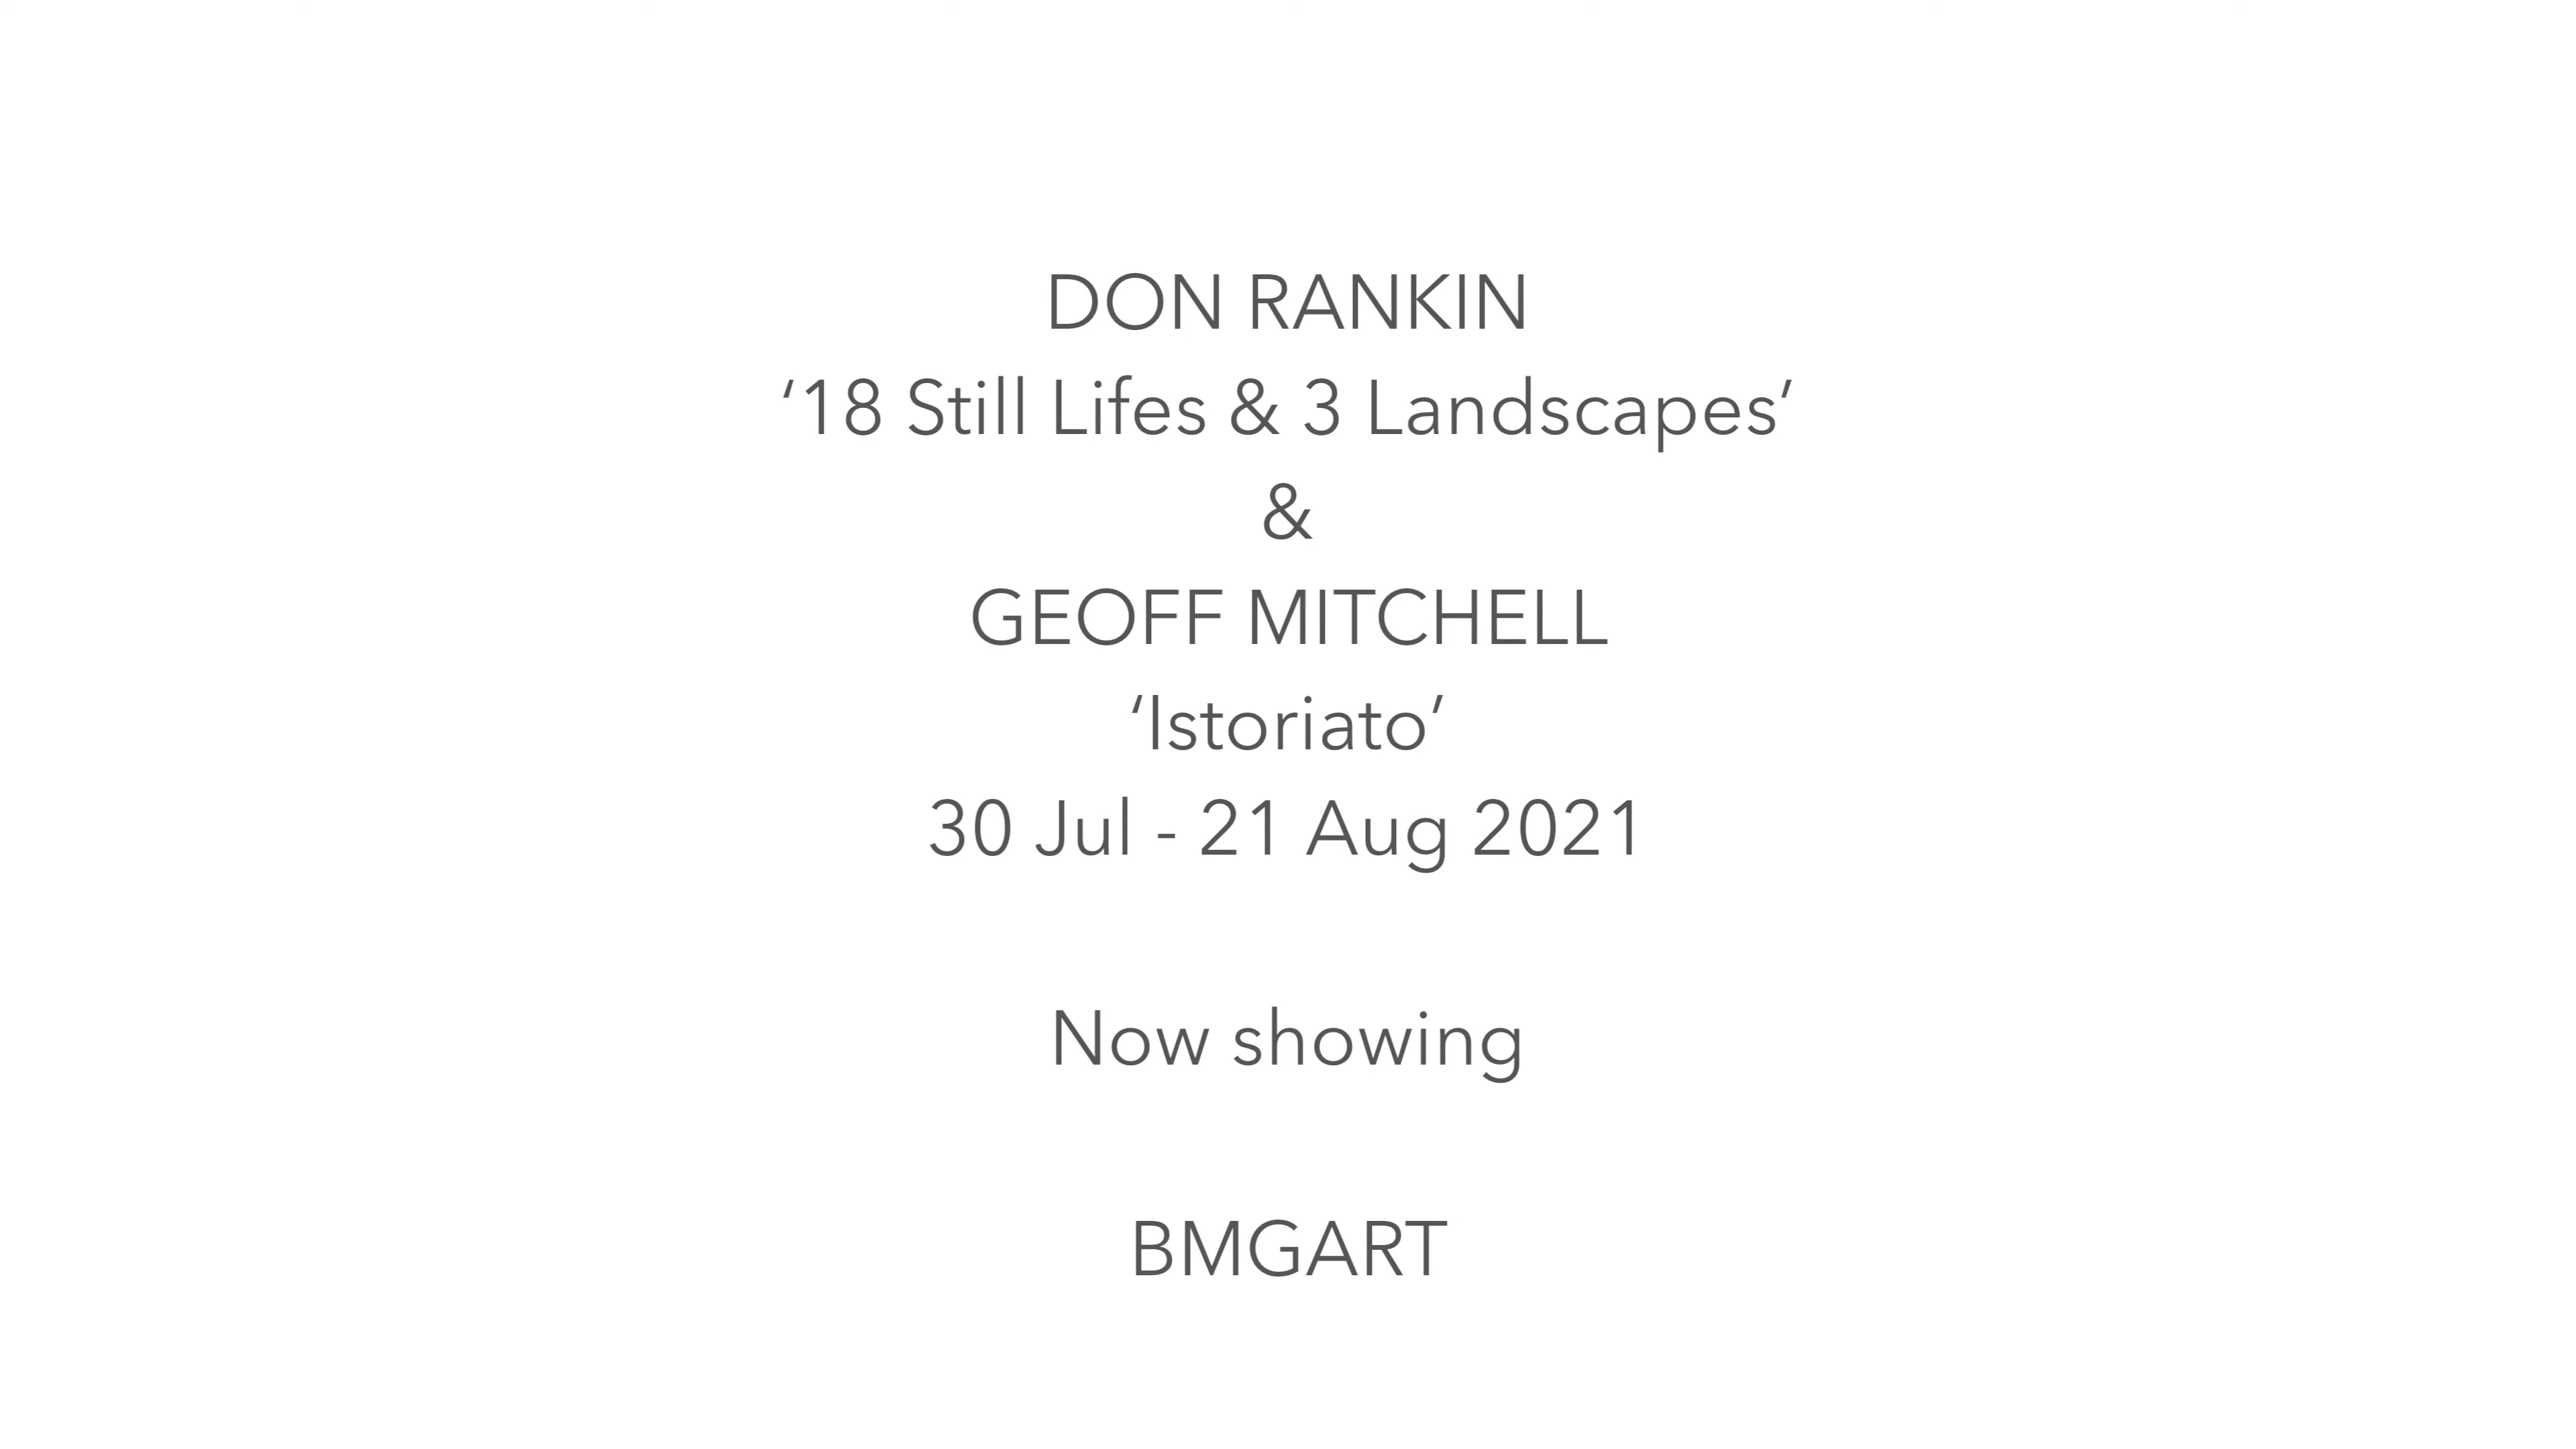 DON RANKIN
‘18 Still Lifes & 3 Landscapes’
&
GEOFF MITCHELL
‘Istoriato’
30 Jul - 21 Aug 2021
Now showing
BMGART